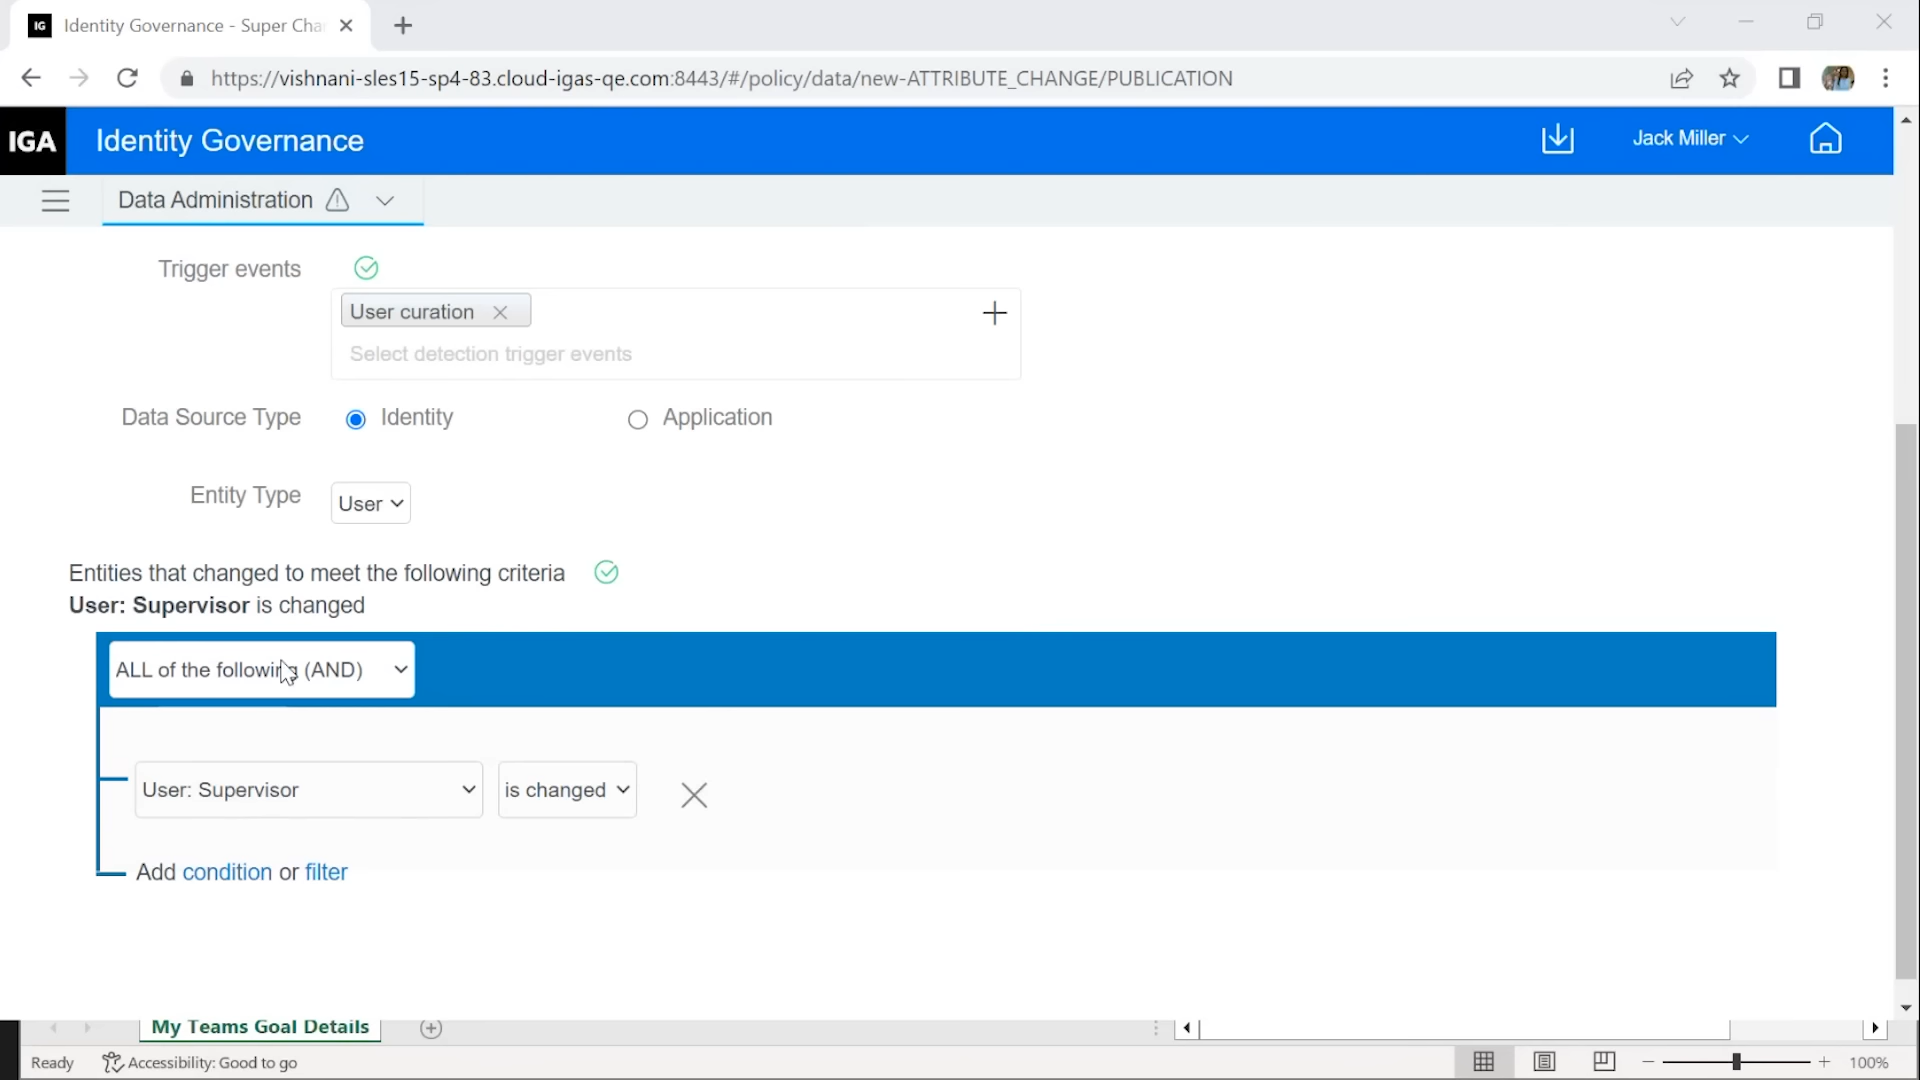 IG Identity Governance - Super Char
https://vishnani-sles15-sp4-83.cloud-igas-qe.com:8443/#/policy/data/new-ATTRIBUTE_CHANGE/PUBLICATION
IGA Identity Governance Jack Miller
Data Administration
Trigger events
User curation
Select detection trigger events
Data Source Type Identity Application
Entity Type User
Entities that changed to meet the following criteria
User: Supervisor is changed
ALL of the following (AND)
User: Supervisor is changed
Add condition or filter
My Teams Goal Details
Ready Accessibility: Good to go 100%